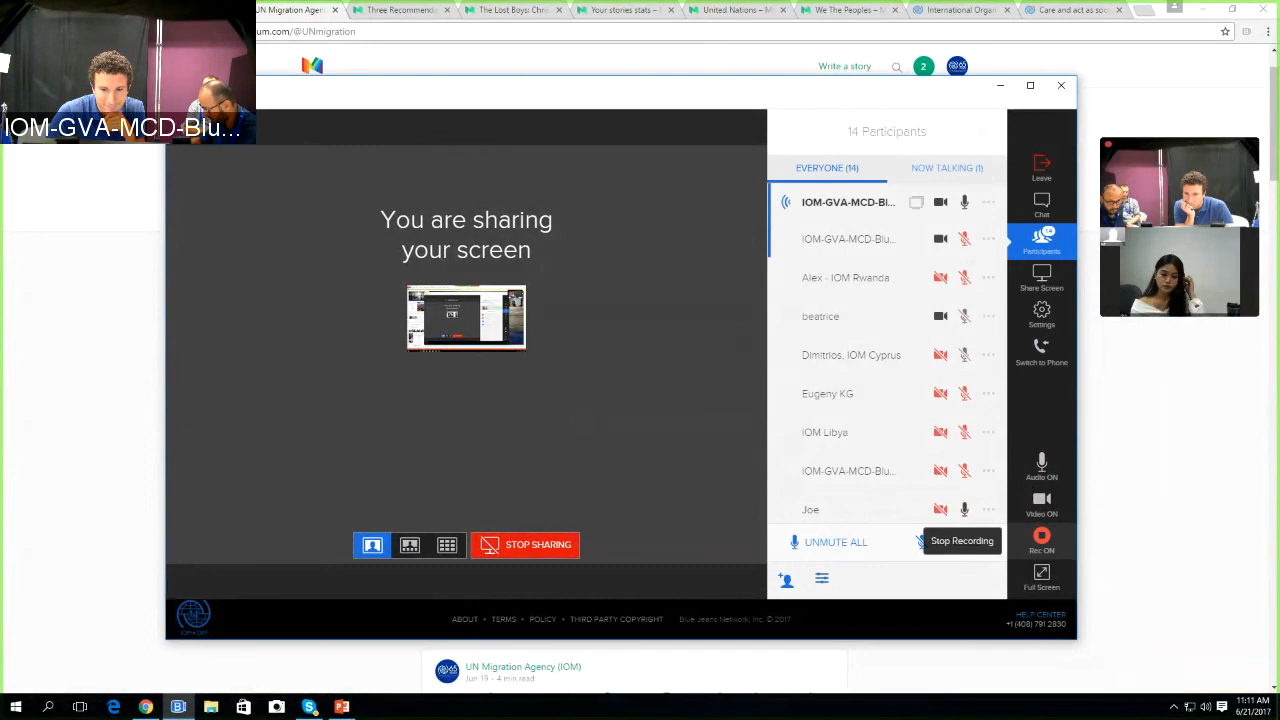 UN Migration Agen
Three Recommenda
The Lost Boys: Chris
Your stories stats –
United Nations – M
We The Peoples – M
International Organ
Care and act as soc
um.com/@UNmigration
Write a story
2
IOM-GVA-MCD-Blu...
14 Participants
EVERYONE (14)
NOW TALKING (1)
You are sharing
your screen
IOM-GVA-MCD-Bl...
IOM-GVA-MCD-Blu...
Alex - IOM Rwanda
beatrice
Dimitrios, IOM Cyprus
Eugeny KG
IOM Libya
IOM-GVA-MCD-Blu...
Joe
Leave
Chat
14
Participants
Share Screen
Settings
Switch to Phone
Audio ON
Video ON
Rec ON
Full Screen
STOP SHARING
UNMUTE ALL
Stop Recording
ABOUT • TERMS • POLICY • THIRD PARTY COPYRIGHT
Blue Jeans Network, Inc. © 2017
HELP CENTER
+1 (408) 791 2830
UN Migration Agency (IOM)
Jun 19 - 4 min read
11:11 AM
6/21/2017